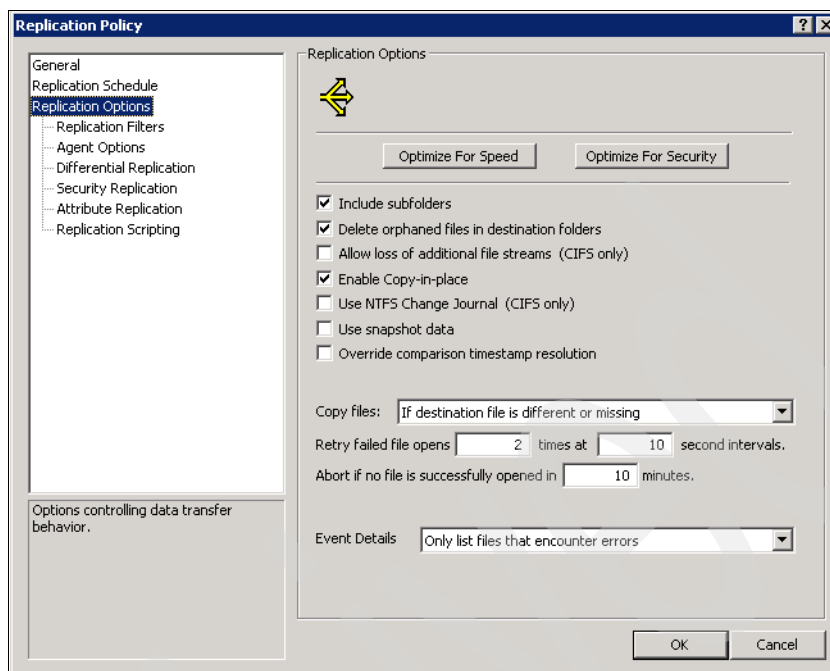 Replication Policy
General
Replication Schedule
Replication Options
Replication Filters
Agent Options
Differential Replication
Security Replication
Attribute Replication
Replication Scripting
Options controlling data transfer
behavior.
Replication Options
Optimize For Speed Optimize For Security
Include subfolders
Delete orphaned files in destination folders
Allow loss of additional file streams (CIFS only)
Enable Copy-in-place
Use NTFS Change Journal (CIFS only)
Use snapshot data
Override comparison timestamp resolution
Copy files: If destination file is different or missing
Retry failed file opens 2 times at 10 second intervals.
Abort if no file is successfully opened in 10 minutes.
Event Details Only list files that encounter errors
OK Cancel